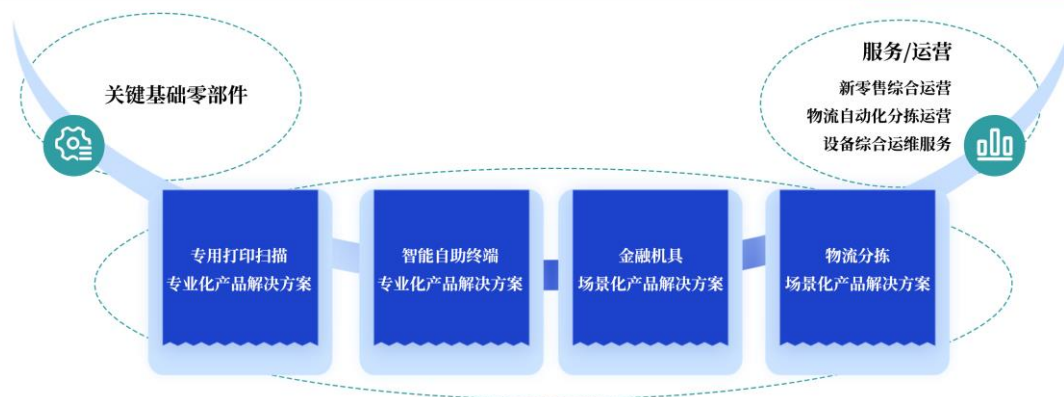 关键基础零部件
服务/运营
新零售综合运营
物流自动化分拣运营
设备综合运维服务
专用打印扫描
专业化产品解决方案
智能自助终端
专业化产品解决方案
金融机具
场景化产品解决方案
物流分拣
场景化产品解决方案